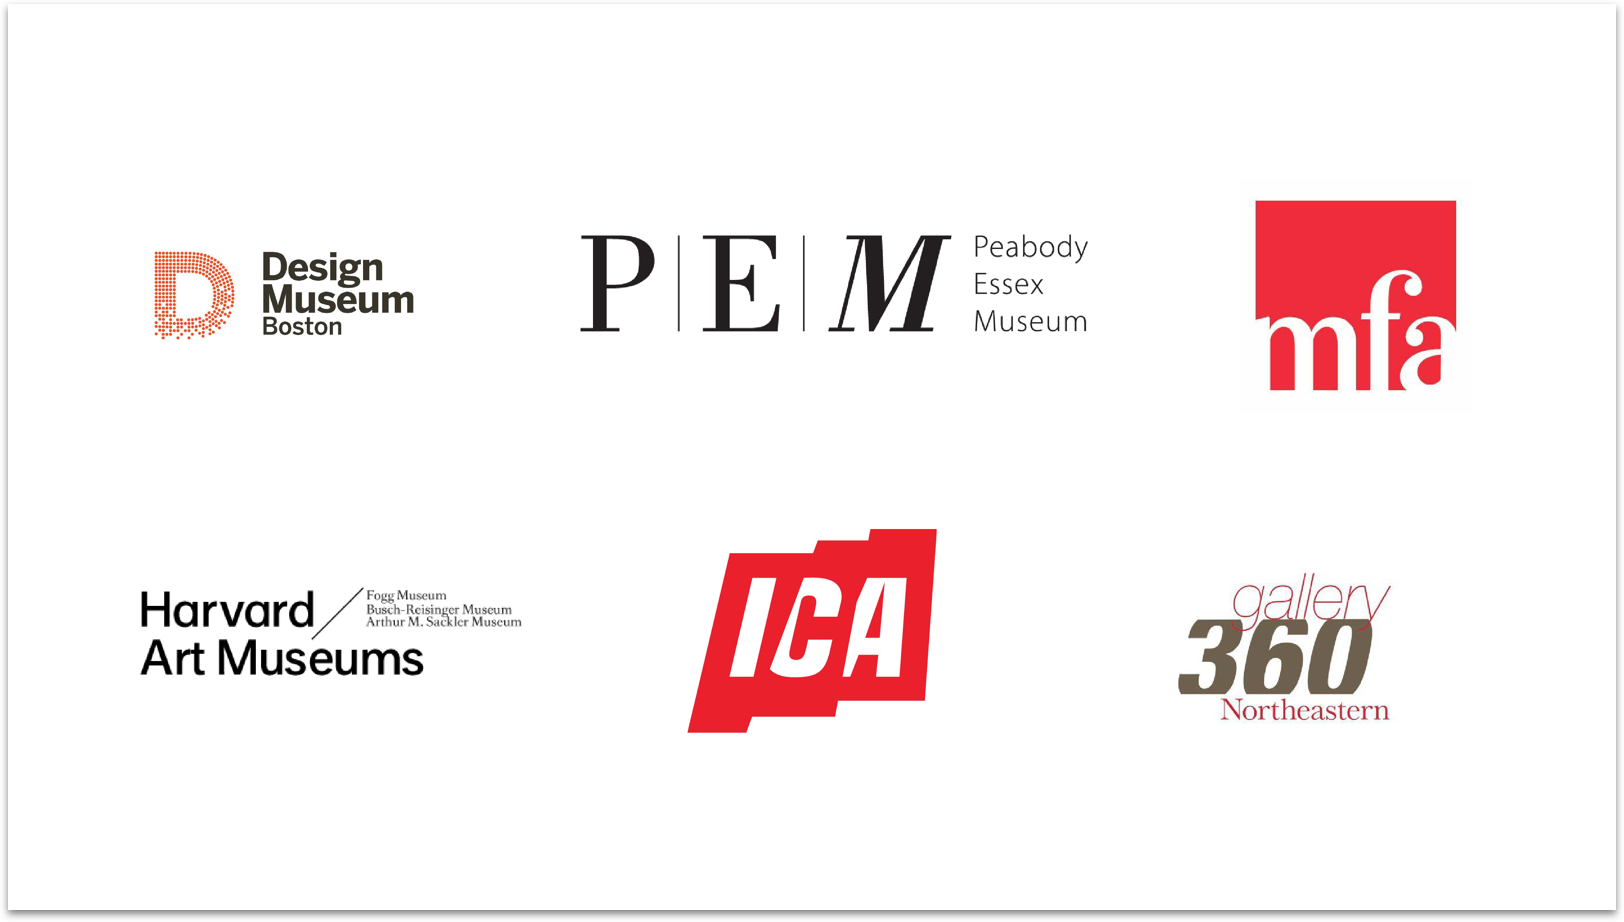 D
Design
Museum
Boston
P|E|M
Peabody
Essex
Museum
mfa
Harvard
Art Museums
Fogg Museum
Busch-Reisinger Museum
Arthur M. Sackler Museum
ICA
gallery
360
Northeastern